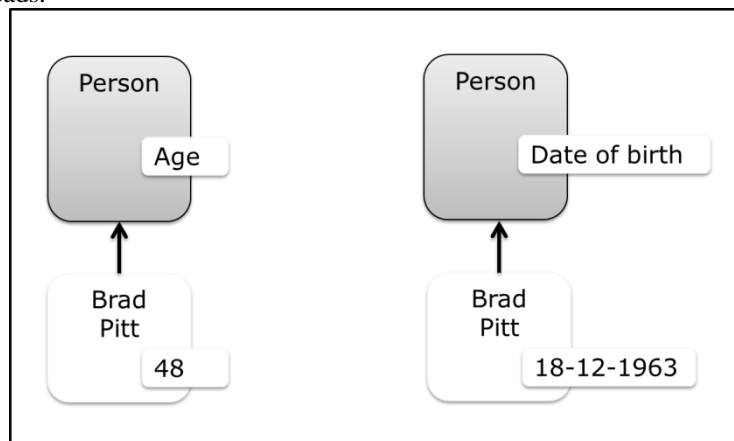 Person
Age
Brad
Pitt
48
Person
Date of birth
Brad
Pitt
18-12-1963